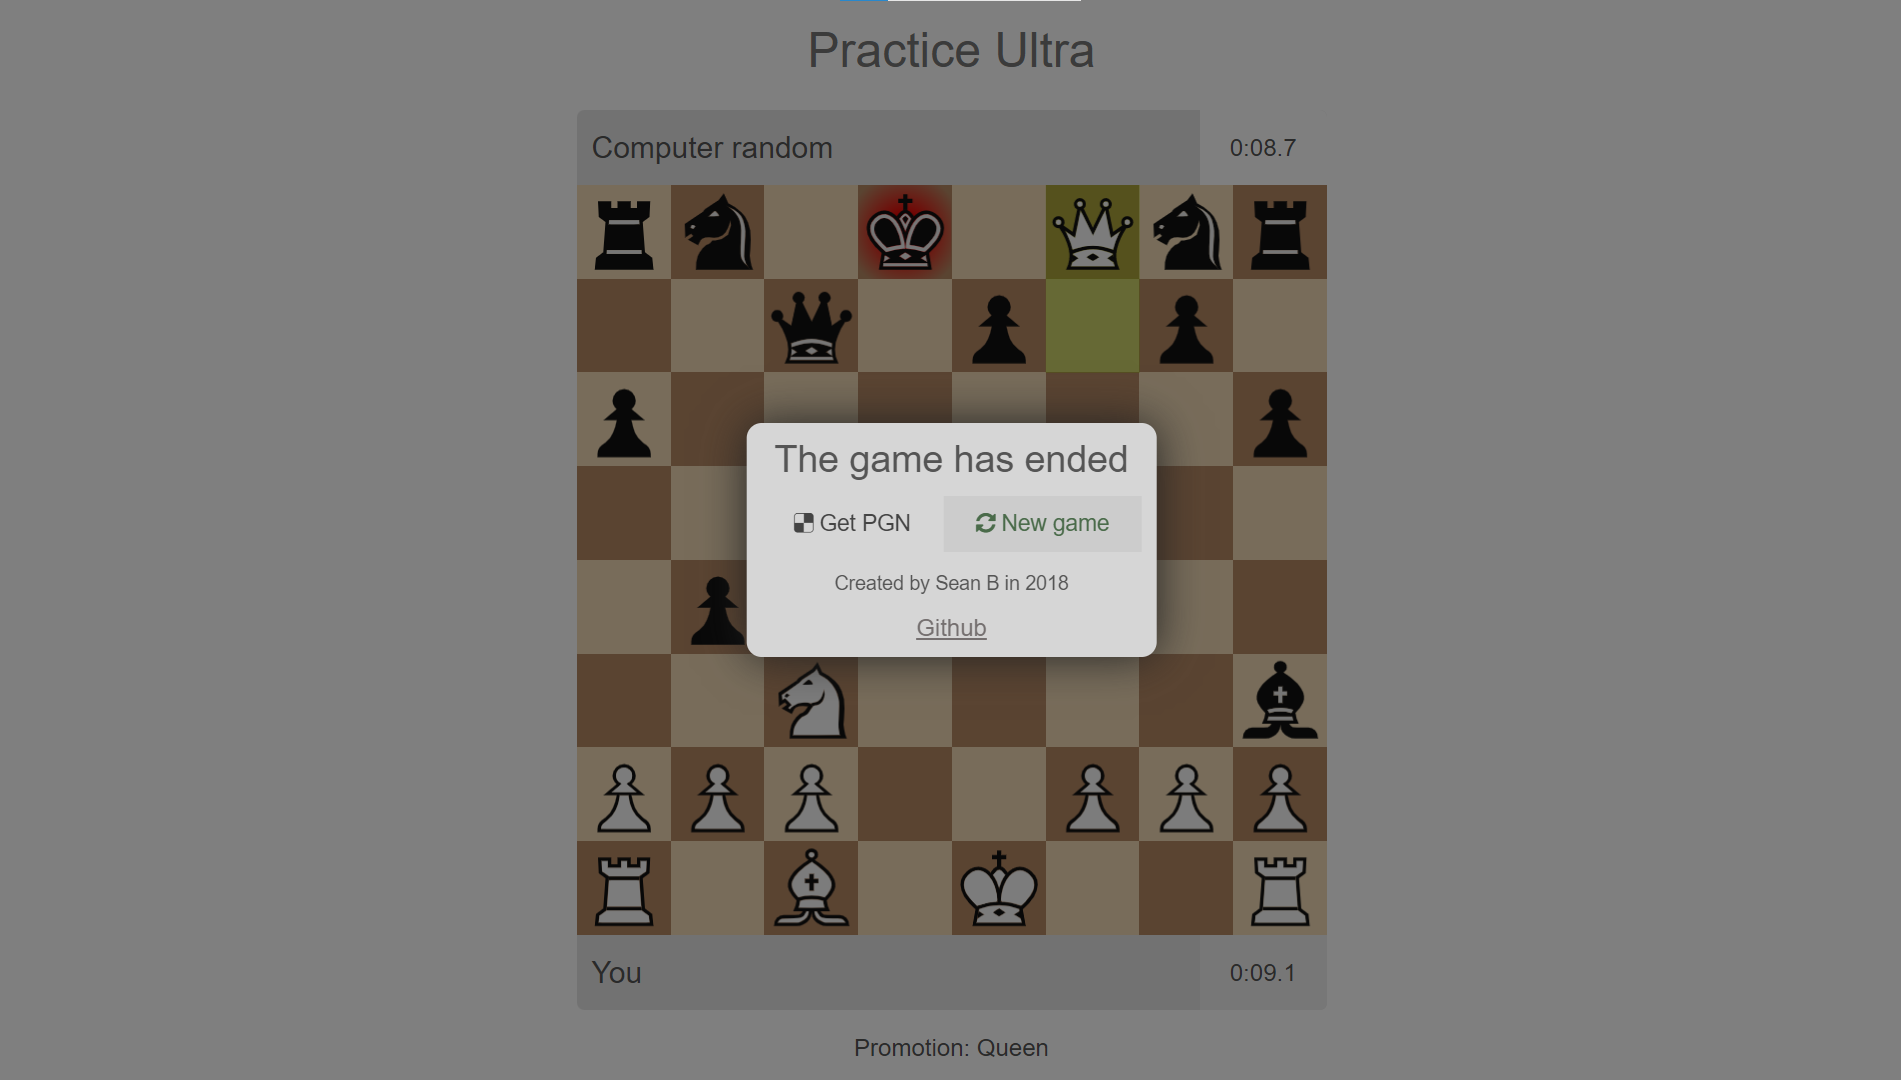 Practice Ultra
Computer random
0:08.7
The game has ended
Get PGN
New game
Created by Sean B in 2018
Github
You
0:09.1
Promotion: Queen